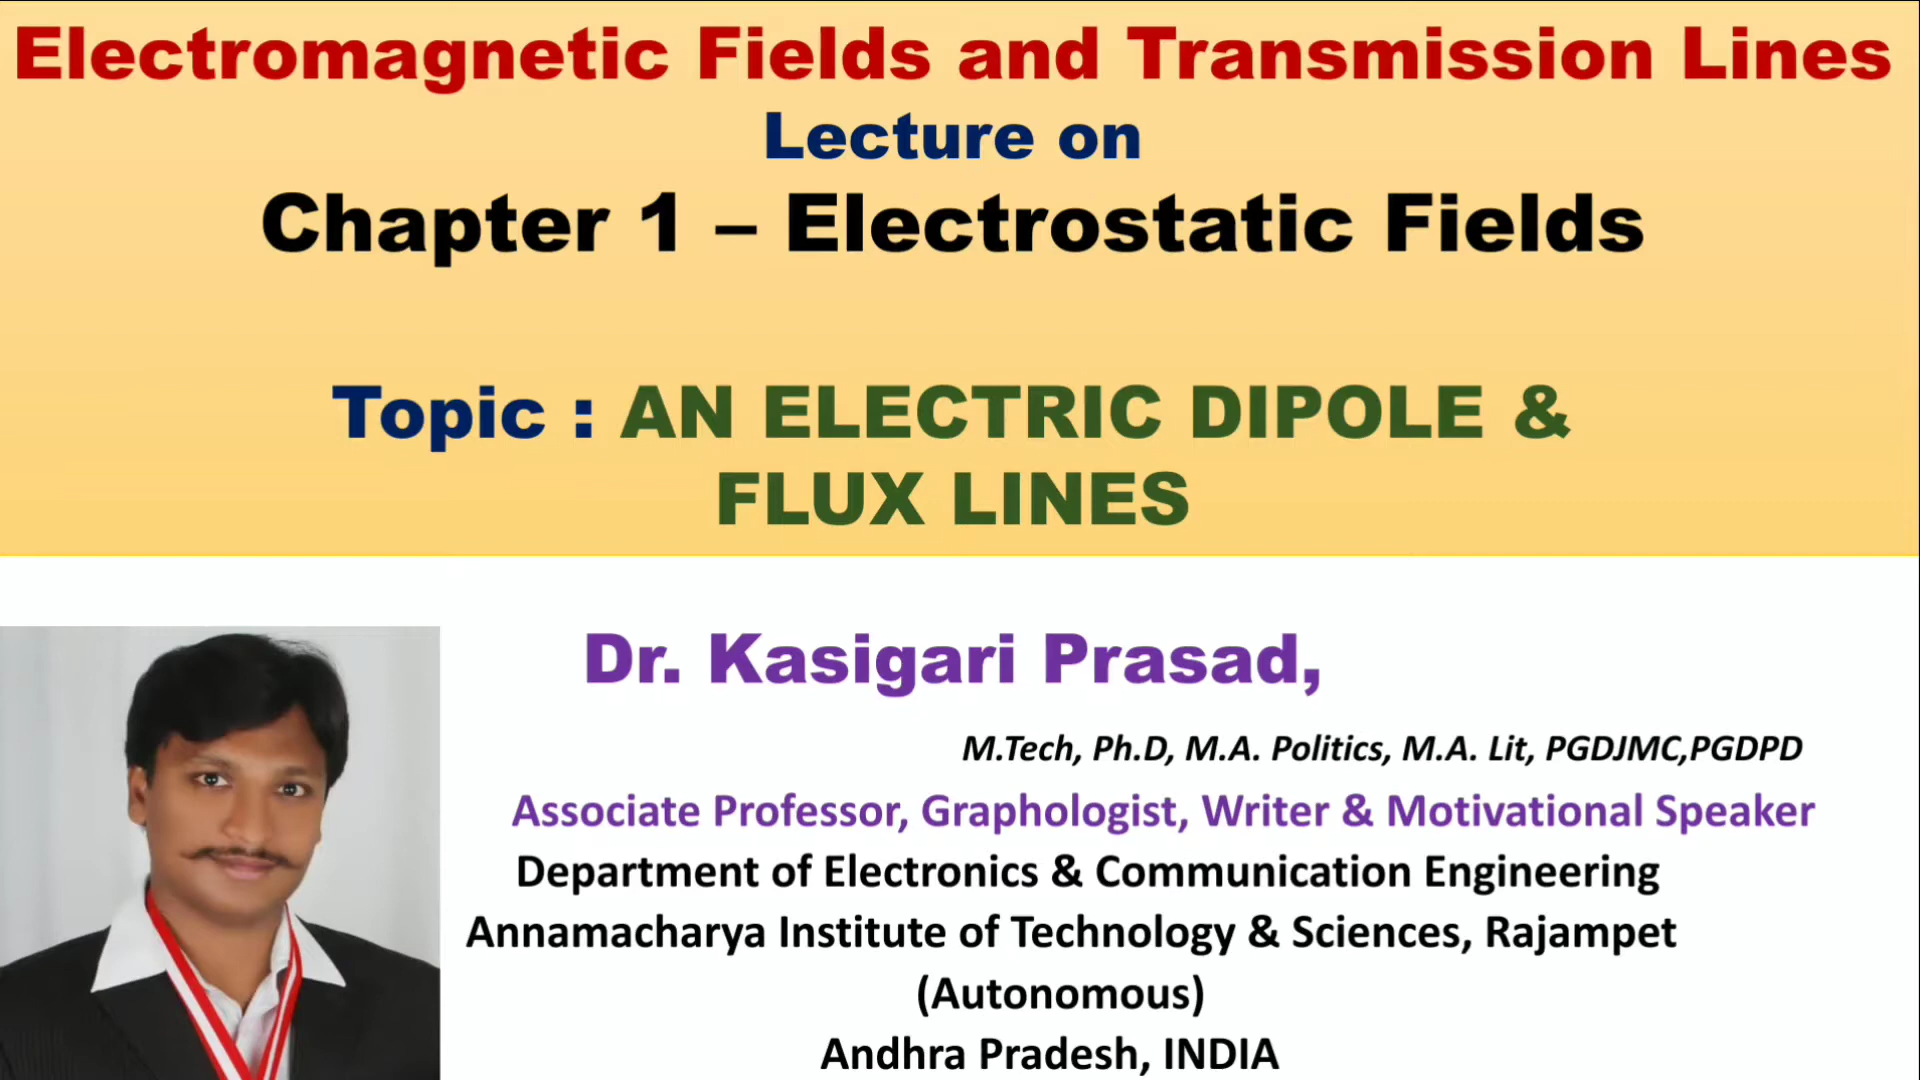 Electromagnetic Fields and Transmission Lines
Lecture on
Chapter 1 – Electrostatic Fields
Topic : AN ELECTRIC DIPOLE &
FLUX LINES
Dr. Kasigari Prasad,
M.Tech, Ph.D, M.A. Politics, M.A. Lit, PGDJMC,PGDPD
Associate Professor, Graphologist, Writer & Motivational Speaker
Department of Electronics & Communication Engineering
Annamacharya Institute of Technology & Sciences, Rajampet
(Autonomous)
Andhra Pradesh, INDIA